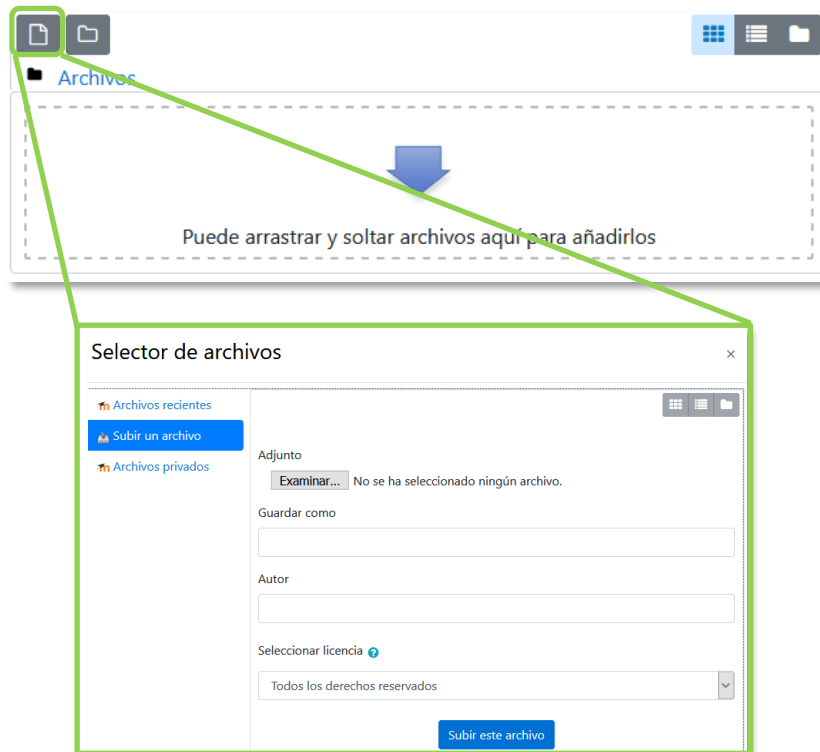 Archivos
Puede arrastrar y soltar archivos aquí para añadirlos
Selector de archivos
×
Archivos recientes
Subir un archivo
Archivos privados
Adjunto
Examinar... No se ha seleccionado ningún archivo.
Guardar como
Autor
Seleccionar licencia ?
Todos los derechos reservados
Subir este archivo